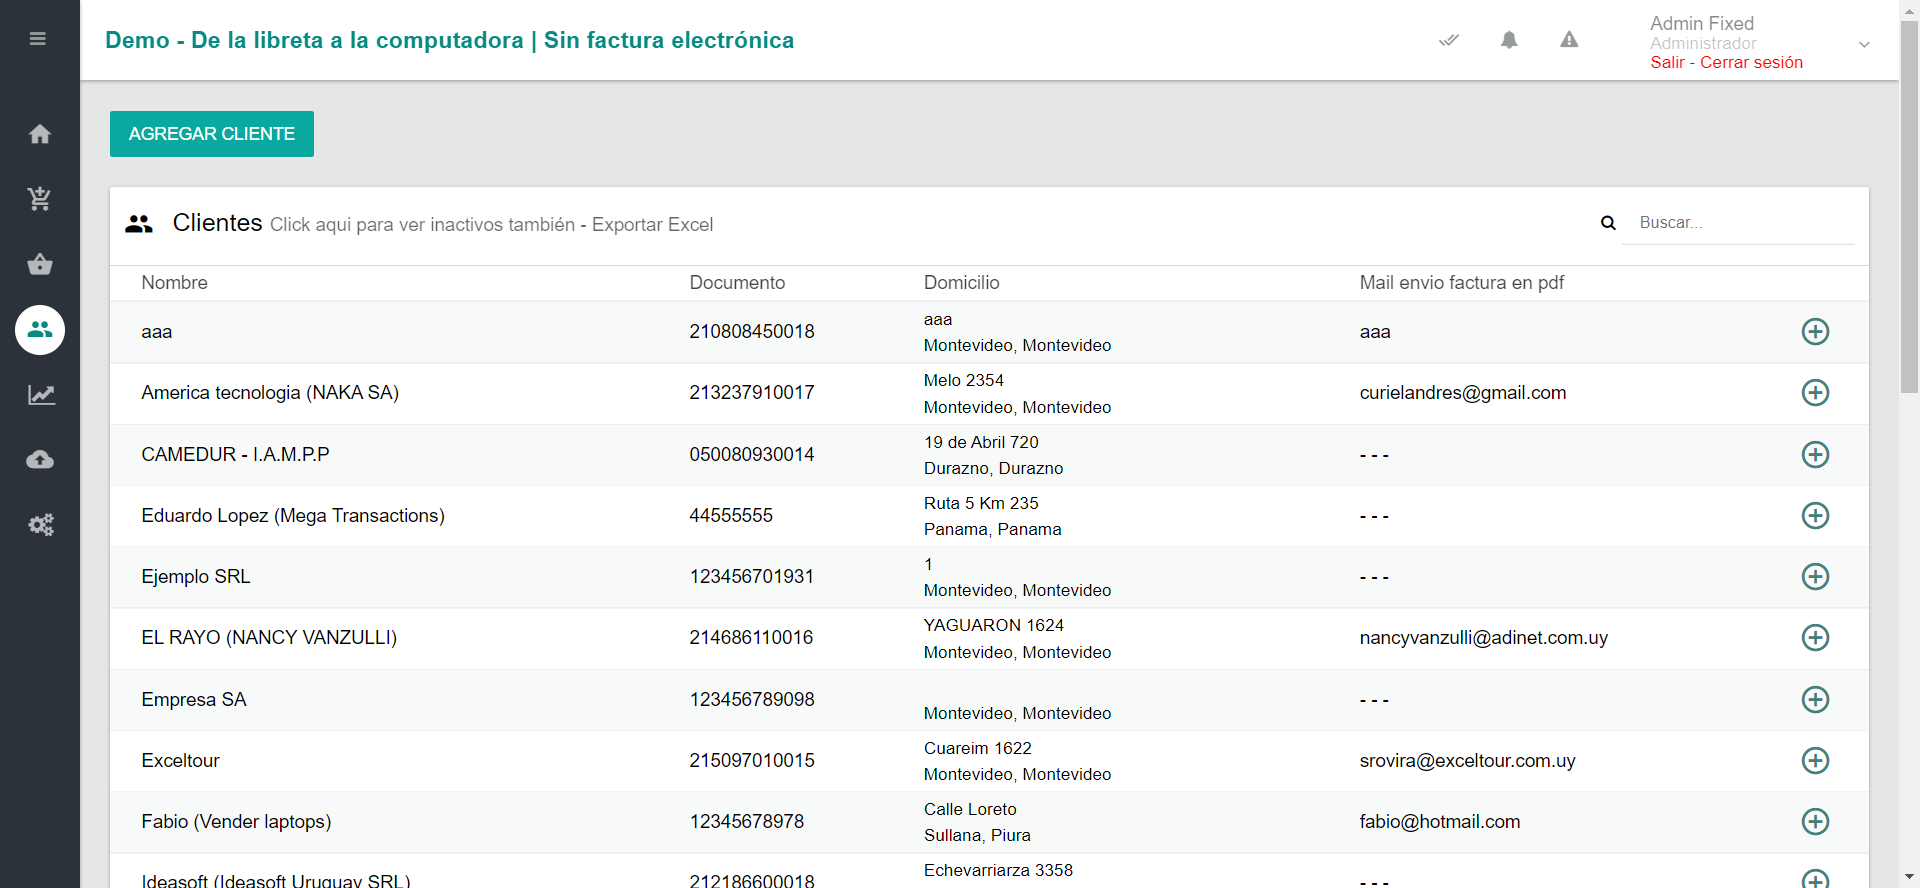 Demo - De la libreta a la computadora | Sin factura electrónica
Admin Fixed
Administrador
Salir - Cerrar sesión
AGREGAR CLIENTE
Clientes Click aqui para ver inactivos también - Exportar Excel
Buscar...
Nombre Documento Domicilio Mail envio factura en pdf
aaa 210808450018 aaa
Montevideo, Montevideo aaa
America tecnologia (NAKA SA) 213237910017 Melo 2354
Montevideo, Montevideo curielandres@gmail.com
CAMEDUR - I.A.M.P.P 050080930014 19 de Abril 720
Durazno, Durazno - - -
Eduardo Lopez (Mega Transactions) 44555555 Ruta 5 Km 235
Panama, Panama - - -
Ejemplo SRL 123456701931 1
Montevideo, Montevideo - - -
EL RAYO (NANCY VANZULLI) 214686110016 YAGUARON 1624
Montevideo, Montevideo nancyvanzulli@adinet.com.uy
Empresa SA 123456789098
Montevideo, Montevideo - - -
Exceltour 215097010015 Cuareim 1622
Montevideo, Montevideo srovira@exceltour.com.uy
Fabio (Vender laptops) 12345678978 Calle Loreto
Sullana, Piura fabio@hotmail.com
Ideasoft (Ideasoft Uruguay SRL) 212186600018 Echevarriarza 3358
- - -